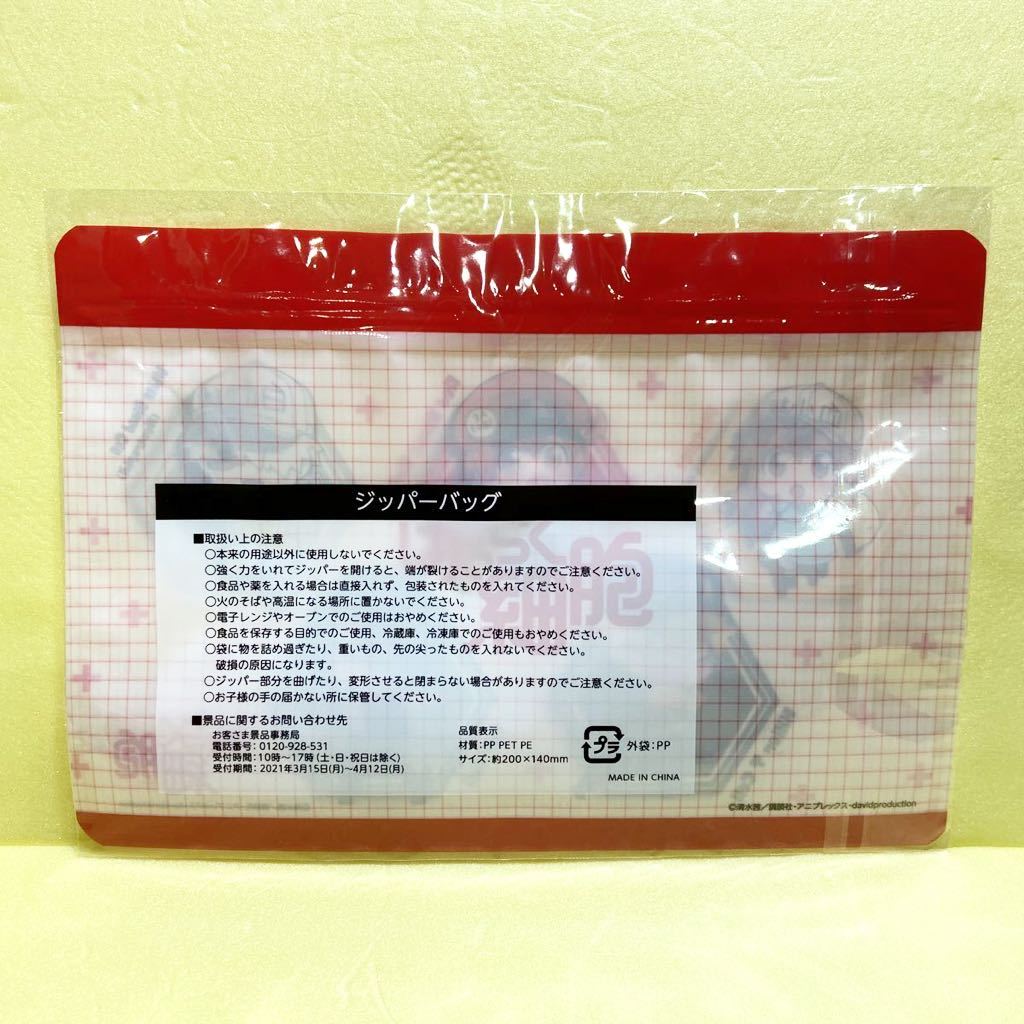 ジッパーバッグ
■取扱い上の注意
○本来の用途以外に使用しないでください。
○強く力をいれてジッパーを開けると、端が裂けることがありますのでご注意ください。
○食品や薬を入れる場合は直接入れず、包装されたものを入れてください。
○火のそばや高温になる場所に置かないでください。
○電子レンジやオーブンでのご使用はおやめください。
○食品を保存する目的でのご使用、冷蔵庫、冷凍庫でのご使用もおやめください。
○袋に物を詰め過ぎたり、重いもの、先の尖ったものを入れないでください。
破損の原因になります。
○ジッパー部分を曲げたり、変形させると閉まらない場合がありますのでご注意ください。
○お子様の手の届かない所に保管してください。
■景品に関するお問い合わせ先
お客さま景品事務局
電話番号：0120-928-531
受付時間：10時～17時（土・日・祝日は除く）
受付期間：2021年3月15日(月)～4月12日(月)
品質表示
材質：PP PET PE
サイズ：約200×140mm
プラ 外袋：PP
MADE IN CHINA
©清水茜／講談社・アニプレックス・davidproduction